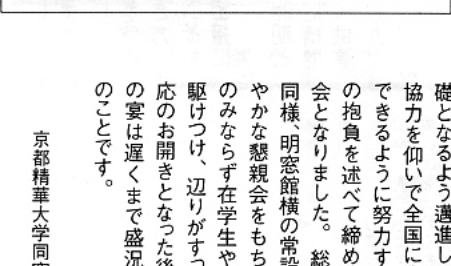 礎となるよう邁進し
協力を仰いで全国に
できるように努力す
の抱負を述べて締め
会となりました。 総
同様、明窓館横の常設
やかな懇親会をもち
のみならず在学生や
駆けつけ、辺りがすっ
応のお開きとなった後
の宴は遅くまで盛況
のことです。
京都精華大学同窓